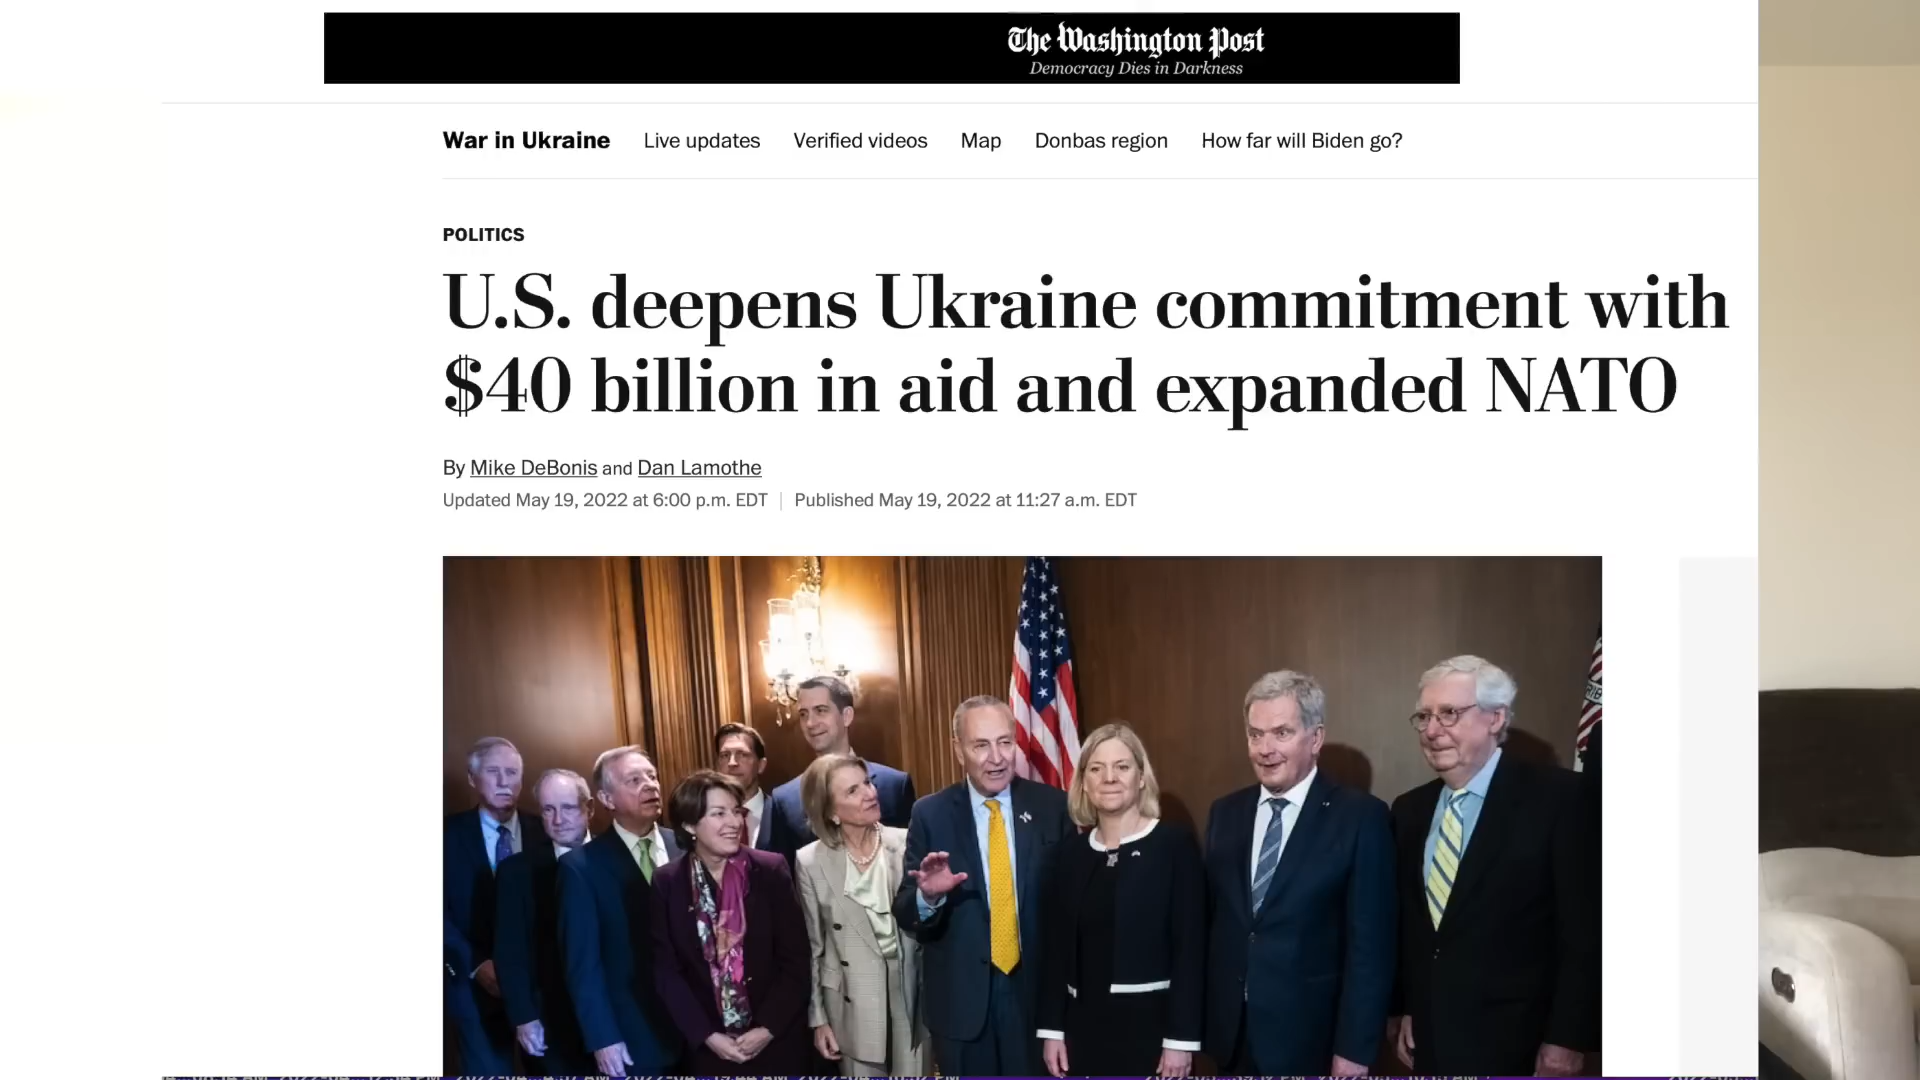 The Washington Post
Democracy Dies in Darkness
War in Ukraine Live updates Verified videos Map Donbas region How far will Biden go?
POLITICS
U.S. deepens Ukraine commitment with
$40 billion in aid and expanded NATO
By Mike DeBonis and Dan Lamothe
Updated May 19, 2022 at 6:00 p.m. EDT | Published May 19, 2022 at 11:27 a.m. EDT